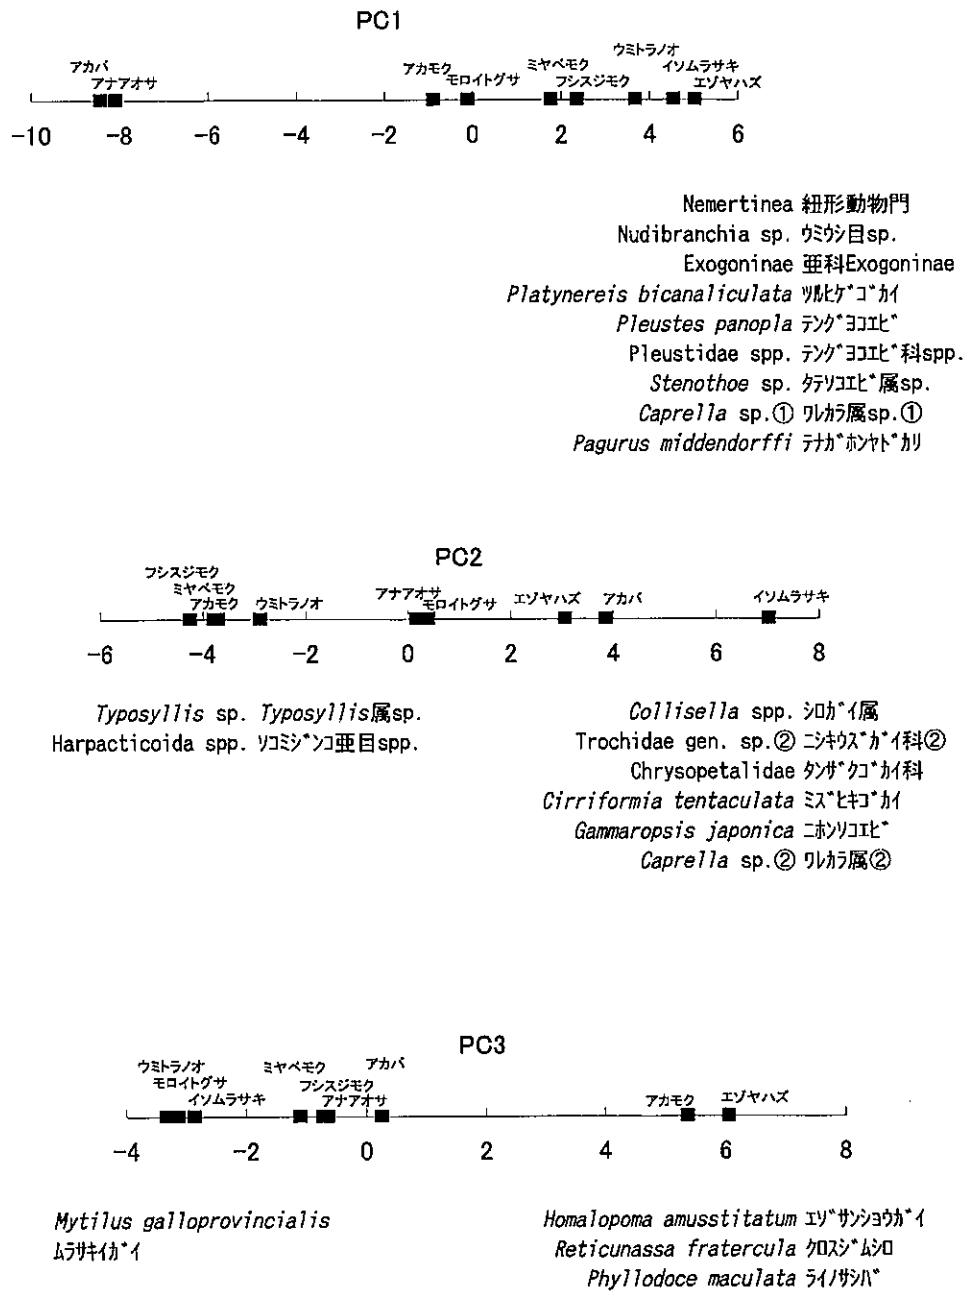 PC1
ウミトラノオ
アカバ アカモク ミヤベモク イソムラサキ
アナアオサ モロイトグサ フシスジモク エゾヤハズ
-10 -8 -6 -4 -2 0 2 4 6
Nemertinea 紐形動物門
Nudibranchia sp. ｳﾐｳｼ目sp.
Exogoninae 亜科Exogoninae
Platynereis bicanaliculata ﾂﾙﾋｹﾞｺﾞｶｲ
Pleustes panopla ﾃﾝｸﾞﾖｺｴﾋﾞ
Pleustidae spp. ﾃﾝｸﾞﾖｺｴﾋﾞ科spp.
Stenothoe sp. ﾀﾃｿｺｴﾋﾞ属sp.
Caprella sp.① ﾜﾚｶﾗ属sp.①
Pagurus middendorffi ﾃﾅｶﾞﾎﾝﾔﾄﾞｶﾘ
PC2
フシスジモク
ミヤベモク アナアオサ エゾヤハズ アカバ イソムラサキ
アカモク ウミトラノオ モロイトグサ
-6 -4 -2 0 2 4 6 8
Typosyllis sp. Typosyllis属sp.
Harpacticoida spp. ｿｺﾐｼﾞﾝｺ亜目spp.
Collisella spp. ｼﾛｶﾞｲ属
Trochidae gen. sp.② ﾆｼｷｳｽﾞｶﾞｲ科②
Chrysopetalidae ﾀﾝｻﾞｸｺﾞｶｲ科
Cirriformia tentaculata ﾐｽﾞﾋｷｺﾞｶｲ
Gammaropsis japonica ﾆﾎﾝｿｺｴﾋﾞ
Caprella sp.② ﾜﾚｶﾗ属②
PC3
ウミトラノオ ミヤベモク アカバ
モロイトグサ フシスジモク
イソムラサキ アナアオサ アカモク エゾヤハズ
-4 -2 0 2 4 6 8
Mytilus galloprovincialis
ﾑﾗｻｷｲｶﾞｲ
Homalopoma amusstitatum ｴｿﾞｻﾝｼｮｳｶﾞｲ
Reticunassa fratercula ｸﾛｽｼﾞﾑｼﾛ
Phyllodoce maculata ﾗｲﾉｻｼﾊﾞ